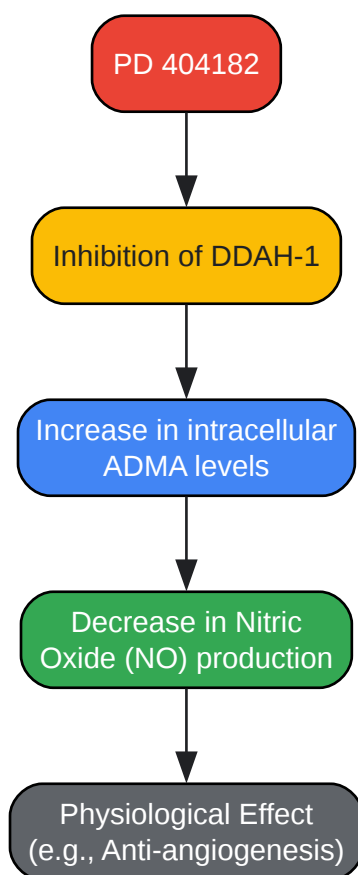 PD 404182
Inhibition of DDAH-1
Increase in intracellular
ADMA levels
Decrease in Nitric
Oxide (NO) production
Physiological Effect
(e.g., Anti-angiogenesis)